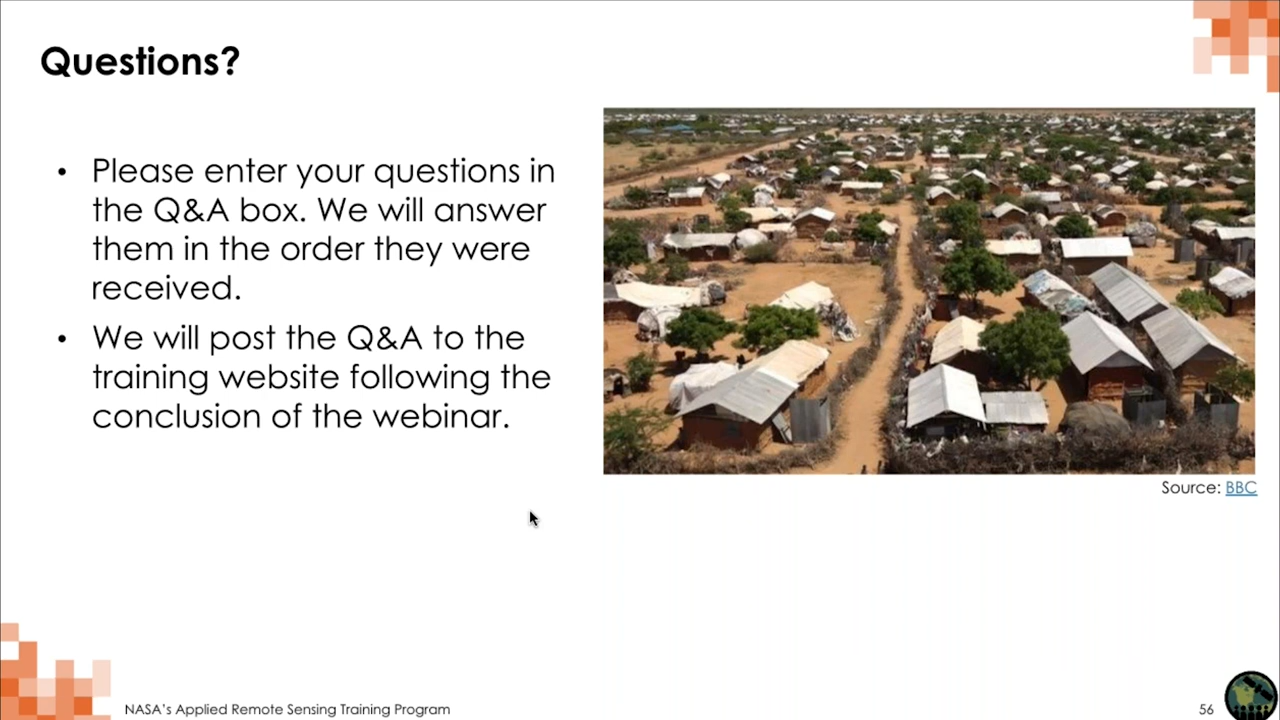 Questions?
• Please enter your questions in
the Q&A box. We will answer
them in the order they were
received.
• We will post the Q&A to the
training website following the
conclusion of the webinar.
Source: BBC
NASA's Applied Remote Sensing Training Program
56